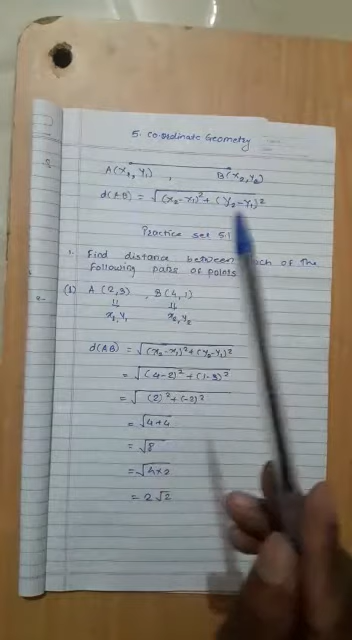 5. Co-ordinate Geometry
A(x₁, y₁) , B(x₂, y₂)
d(AB) = √(x₂-x₁)² + (y₂-y₁)²
Practice set 5.1
1. Find distance between each of the
following pairs of points
(1) A (2,3) , B(4,1)
x₁, y₁ x₂, y₂
d(AB) = √(x₂-x₁)²+(y₂-y₁)²
= √(4-2)²+(1-3)²
= √(2)²+(-2)²
= √4+4
= √8
= √4×2
= 2√2